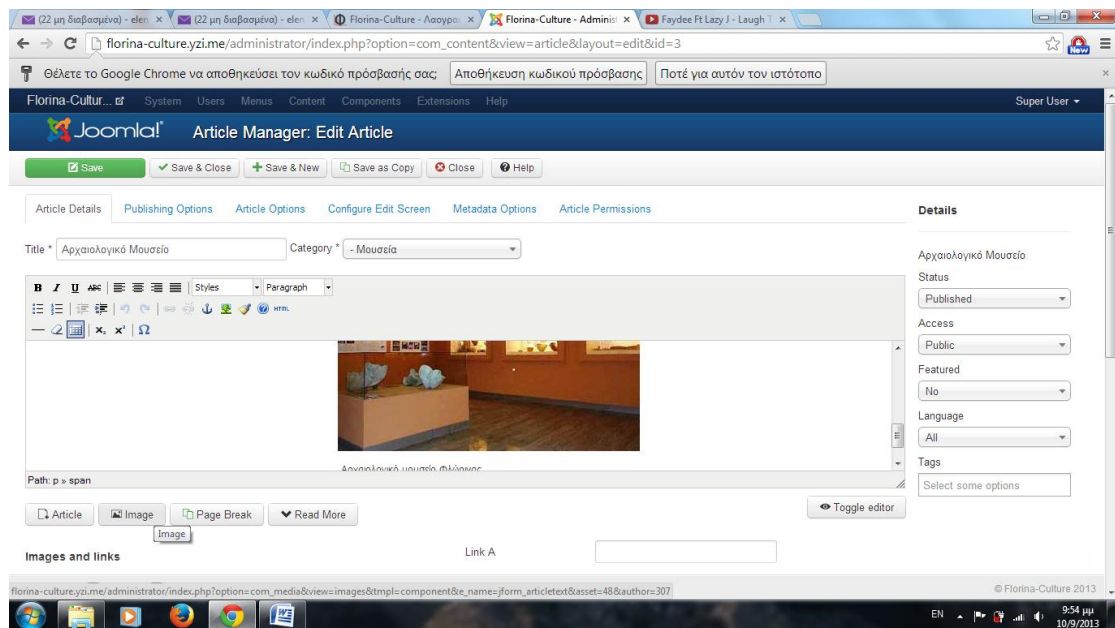 (22 μη διαβασμένα) - elen (22 μη διαβασμένα) - elen Florina-Culture - Λαογρα Florina-Culture - Adminis Faydee Ft Lazy J - Laugh T
florina-culture.yzi.me/administrator/index.php?option=com_content&view=article&layout=edit&id=3 New
Θέλετε το Google Chrome να αποθηκεύσει τον κωδικό πρόσβασής σας; Αποθήκευση κωδικού πρόσβασης Ποτέ για αυτόν τον ιστότοπο
Florina-Cultur... System Users Menus Content Components Extensions Help Super User
Joomla!® Article Manager: Edit Article
Save Save & Close Save & New Save as Copy Close Help
Article Details Publishing Options Article Options Configure Edit Screen Metadata Options Article Permissions
Details
Title * Αρχαιολογικό Μουσείο Category * - Μουσεία
Αρχαιολογικό Μουσείο
Status
Published
Access
Public
Featured
No
Language
All
Tags
Select some options
B I U ABC Styles Paragraph
HTML
Αρχαιολογικό μουσείο Φλώρινας
Path: p » span
Article Image Page Break Read More Toggle editor
Image
Images and links Link A
florina-culture.yzi.me/administrator/index.php?option=com_media&view=images&tmpl=component&e_name=jform_articletext&asset=48&author=307
© Florina-Culture 2013
EN 9:54 μμ
10/9/2013